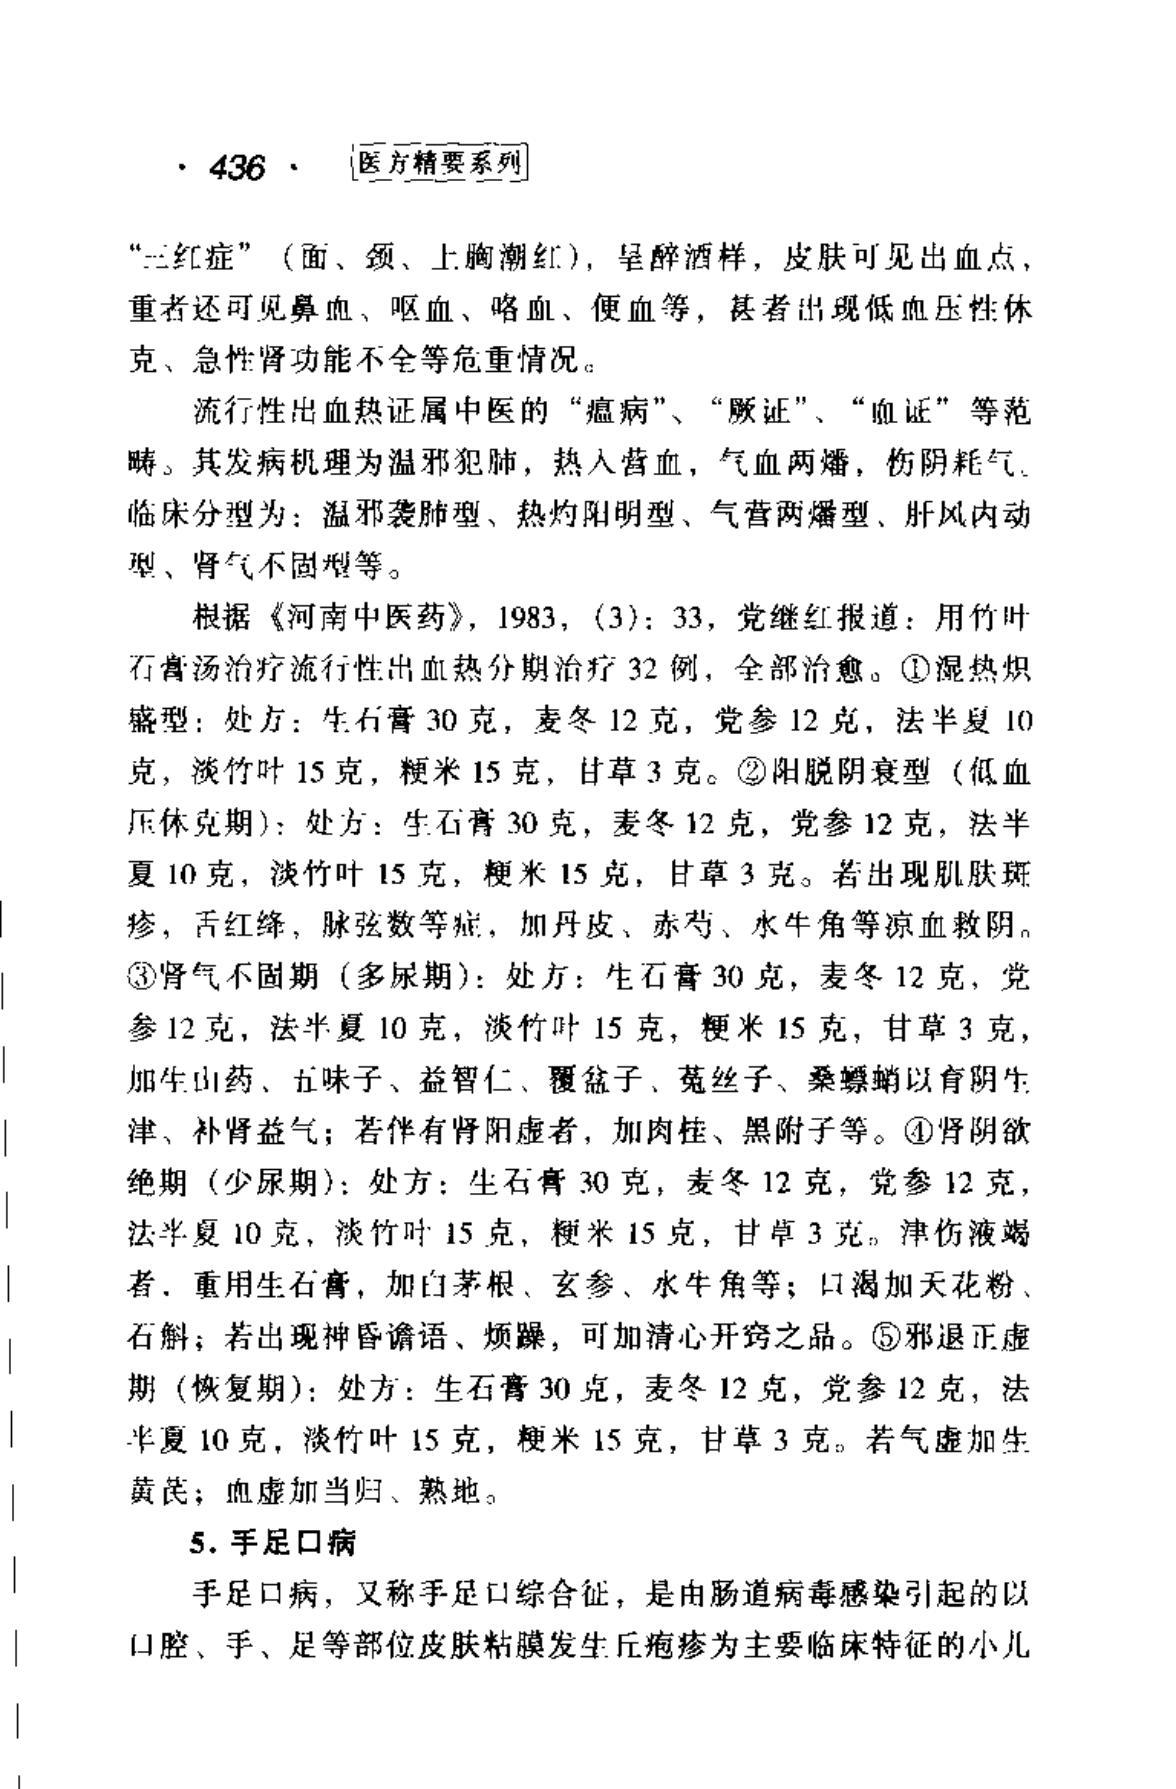 · 436 · 医方精要系列
“三红症”（面、颈、上胸潮红），呈醉酒样，皮肤可见出血点，
重者还可见鼻血、呕血、咯血、便血等，甚者出现低血压性休
克、急性肾功能不全等危重情况。
流行性出血热证属中医的“瘟病”、“厥证”、“血证”等范
畴。其发病机理为温邪犯肺，热入营血，气血两燔，伤阴耗气。
临床分型为：温邪袭肺型、热灼阳明型、气营两燔型、肝风内动
型、肾气不固型等。
根据《河南中医药》，1983，（3）：33，党继红报道：用竹叶
石膏汤治疗流行性出血热分期治疗 32 例，全部治愈。①湿热炽
盛型：处方：生石膏 30 克，麦冬 12 克，党参 12 克，法半夏 10
克，淡竹叶 15 克，粳米 15 克，甘草 3 克。②阳脱阴衰型（低血
压休克期）：处方：生石膏 30 克，麦冬 12 克，党参 12 克，法半
夏 10 克，淡竹叶 15 克，粳米 15 克，甘草 3 克。若出现肌肤斑
疹，舌红绛，脉弦数等症，加丹皮、赤芍、水牛角等凉血救阴。
③肾气不固期（多尿期）：处方：生石膏 30 克，麦冬 12 克，党
参 12 克，法半夏 10 克，淡竹叶 15 克，粳米 15 克，甘草 3 克，
加生山药、五味子、益智仁、覆盆子、菟丝子、桑螵蛸以育阴生
津、补肾益气；若伴有肾阳虚者，加肉桂、黑附子等。④肾阴欲
绝期（少尿期）：处方：生石膏 30 克，麦冬 12 克，党参 12 克，
法半夏 10 克，淡竹叶 15 克，粳米 15 克，甘草 3 克。津伤液竭
者，重用生石膏，加白茅根、玄参、水牛角等；口渴加天花粉、
石斛；若出现神昏谵语、烦躁，可加清心开窍之品。⑤邪退正虚
期（恢复期）：处方：生石膏 30 克，麦冬 12 克，党参 12 克，法
半夏 10 克，淡竹叶 15 克，粳米 15 克，甘草 3 克。若气虚加生
黄芪；血虚加当归、熟地。
5. 手足口病
手足口病，又称手足口综合征，是由肠道病毒感染引起的以
口腔、手、足等部位皮肤粘膜发生丘疱疹为主要临床特征的小儿